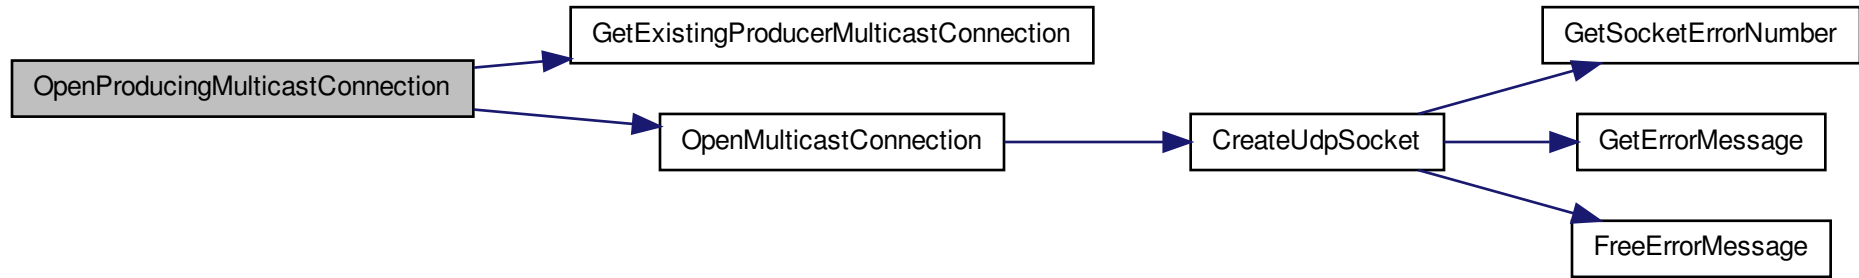 OpenProducingMulticastConnection
GetExistingProducerMulticastConnection
OpenMulticastConnection
CreateUdpSocket
GetSocketErrorNumber
GetErrorMessage
FreeErrorMessage